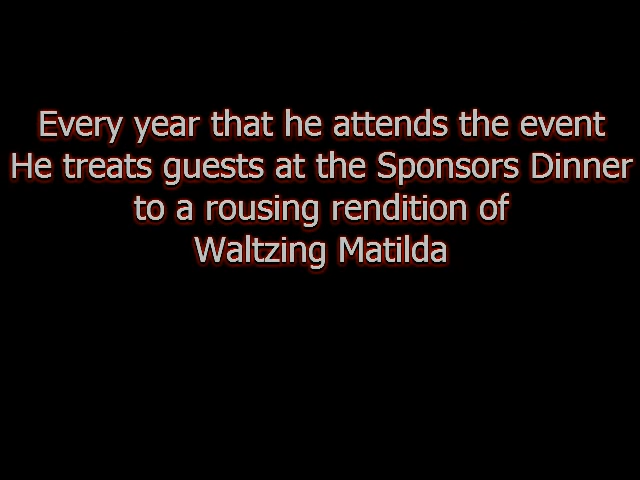 Every year that he attends the event
He treats guests at the Sponsors Dinner
to a rousing rendition of
Waltzing Matilda